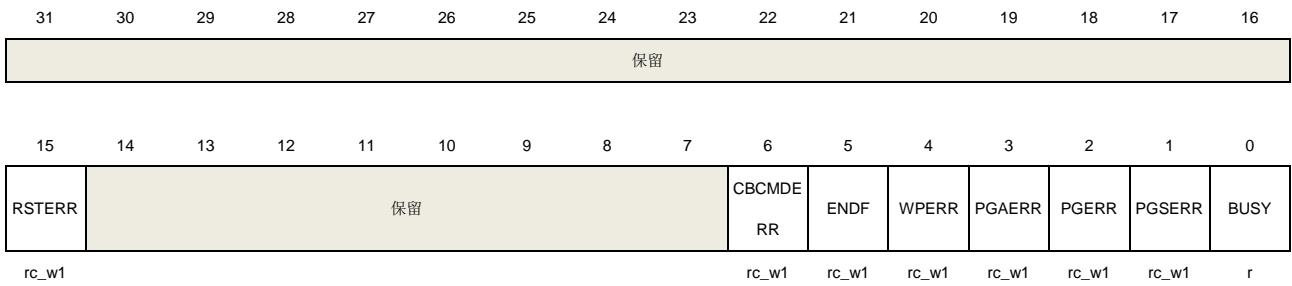 31 30 29 28 27 26 25 24 23 22 21 20 19 18 17 16
保留
15 14 13 12 11 10 9 8 7 6 5 4 3 2 1 0
RSTERR 保留 CBCMDE
RR ENDF WPERR PGAERR PGERR PGSERR BUSY
rc_w1 rc_w1 rc_w1 rc_w1 rc_w1 rc_w1 rc_w1 r